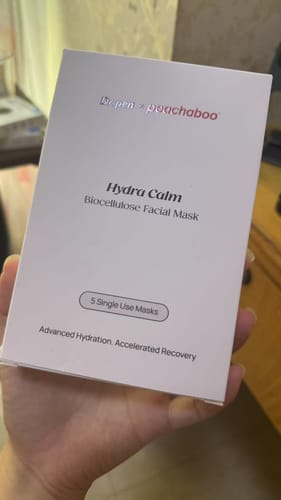 Dr.pen × peachaboo
Hydra Calm
Biocellulose Facial Mask
5 Single Use Masks
Advanced Hydration. Accelerated Recovery